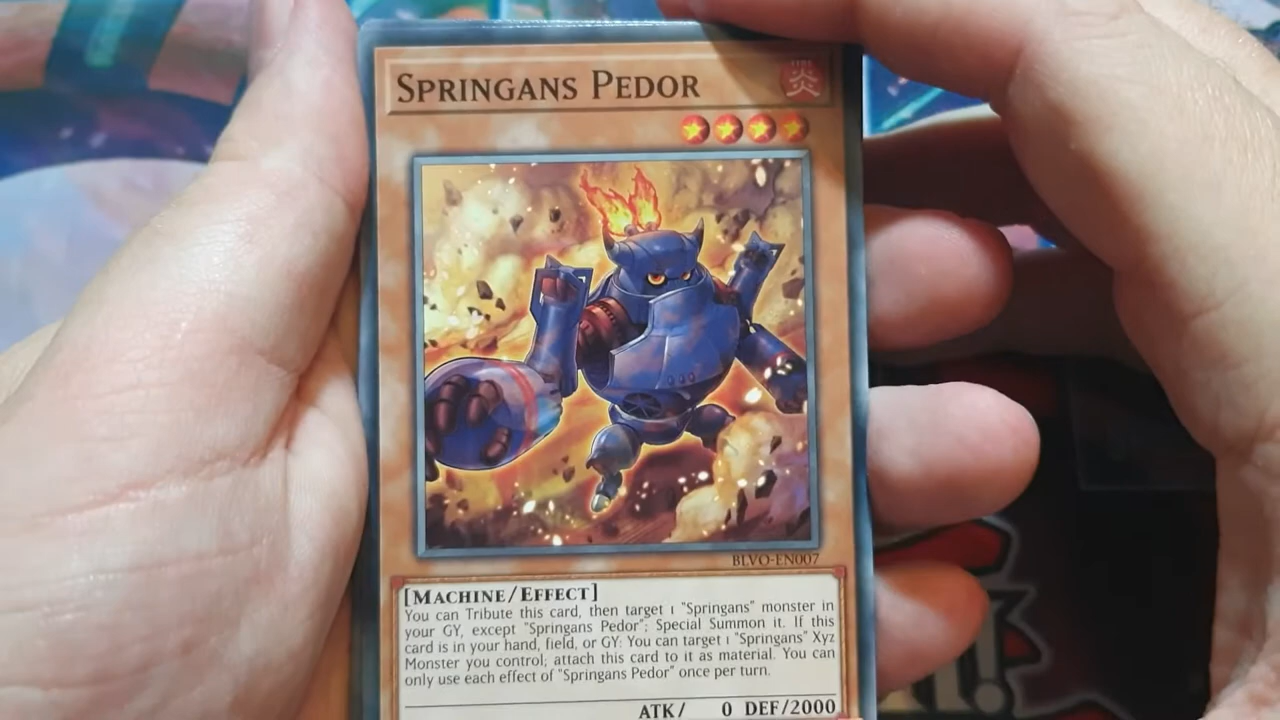 SPRINGANS PEDOR
炎
BLVO-EN007
[MACHINE/EFFECT]
You can Tribute this card, then target 1 "Springans" monster in
your GY, except "Springans Pedor"; Special Summon it. If this
card is in your hand, field, or GY: You can target 1 "Springans" Xyz
Monster you control; attach this card to it as material. You can
only use each effect of "Springans Pedor" once per turn.
ATK/ 0 DEF/2000